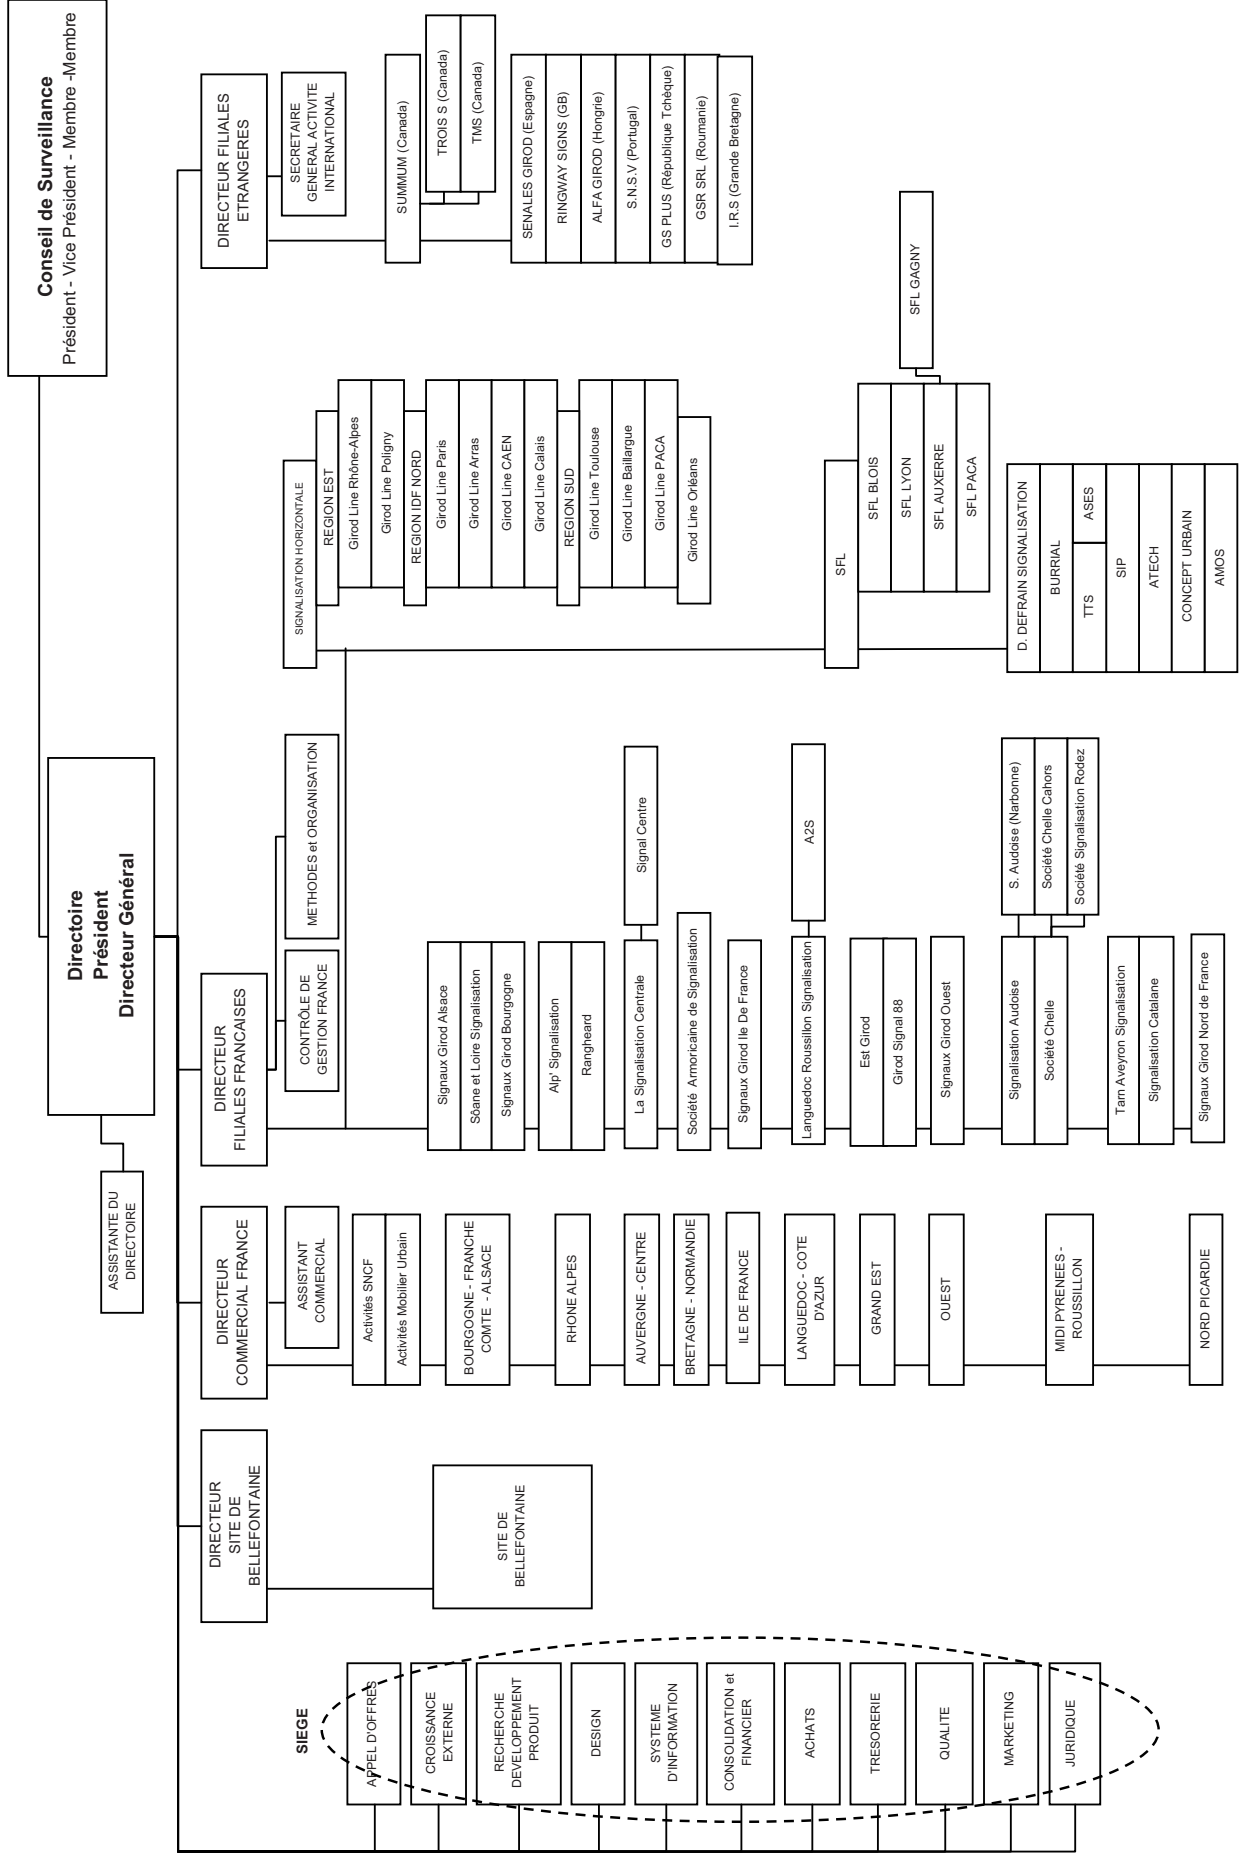 Conseil de Surveillance
Président - Vice Président - Membre -Membre
Directoire
Président
Directeur Général
ASSISTANTE DU
DIRECTOIRE
SIEGE
APPEL D'OFFRES
CROISSANCE
EXTERNE
RECHERCHE
DEVELOPPEMENT
PRODUIT
DESIGN
SYSTEME
D'INFORMATION
CONSOLIDATION et
FINANCIER
ACHATS
TRESORERIE
QUALITE
MARKETING
JURIDIQUE
DIRECTEUR
SITE DE
BELLEFONTAINE
SITE DE
BELLEFONTAINE
DIRECTEUR
COMMERCIAL FRANCE
ASSISTANT
COMMERCIAL
Activités SNCF
Activités Mobilier Urbain
BOURGOGNE - FRANCHE
COMTE - ALSACE
RHONE ALPES
AUVERGNE - CENTRE
BRETAGNE - NORMANDIE
ILE DE FRANCE
LANGUEDOC - COTE
D'AZUR
GRAND EST
OUEST
MIDI PYRENEES -
ROUSSILLON
NORD PICARDIE
DIRECTEUR
FILIALES FRANCAISES
CONTRÔLE DE
GESTION FRANCE
METHODES et ORGANISATION
Signaux Girod Alsace
Sôane et Loire Signalisation
Signaux Girod Bourgogne
Alp' Signalisation
Rangheard
La Signalisation Centrale
Signal Centre
Société Armoricaine de Signalisation
Signaux Girod Ile De France
Languedoc Roussillon Signalisation
A2S
Est Girod
Girod Signal 88
Signaux Girod Ouest
Signalisation Audoise
Société Chelle
S. Audoise (Narbonne)
Société Chelle Cahors
Société Signalisation Rodez
Tarn Aveyron Signalisation
Signalisation Catalane
Signaux Girod Nord de France
SIGNALISATION HORIZONTALE
REGION EST
Girod Line Rhône-Alpes
Girod Line Poligny
REGION IDF NORD
Girod Line Paris
Girod Line Arras
Girod Line CAEN
Girod Line Calais
REGION SUD
Girod Line Toulouse
Girod Line Baillargue
Girod Line PACA
Girod Line Orléans
SFL
SFL BLOIS
SFL LYON
SFL AUXERRE
SFL PACA
SFL GAGNY
D. DEFRAIN SIGNALISATION
BURRIAL
TTS
ASES
SIP
ATECH
CONCEPT URBAIN
AMOS
DIRECTEUR FILIALES
ETRANGERES
SECRETAIRE
GENERAL ACTIVITE
INTERNATIONAL
SUMMUM (Canada)
TROIS S (Canada)
TMS (Canada)
SENALES GIROD (Espagne)
RINGWAY SIGNS (GB)
ALFA GIROD (Hongrie)
S.N.S.V (Portugal)
GS PLUS (République Tchèque)
GSR SRL (Roumanie)
I.R.S (Grande Bretagne)